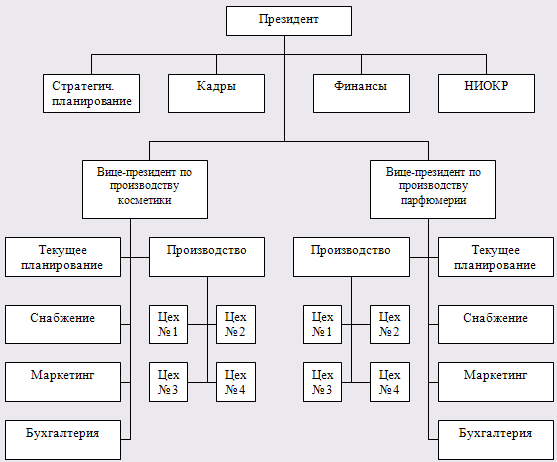 Президент
Стратегич.
планирование
Кадры
Финансы
НИОКР
Вице-президент по
производству
косметики
Вице-президент по
производству
парфюмерии
Текущее
планирование
Производство
Производство
Текущее
планирование
Снабжение
Цех
№1
Цех
№2
Цех
№1
Цех
№2
Снабжение
Маркетинг
Цех
№3
Цех
№4
Цех
№3
Цех
№4
Маркетинг
Бухгалтерия
Бухгалтерия